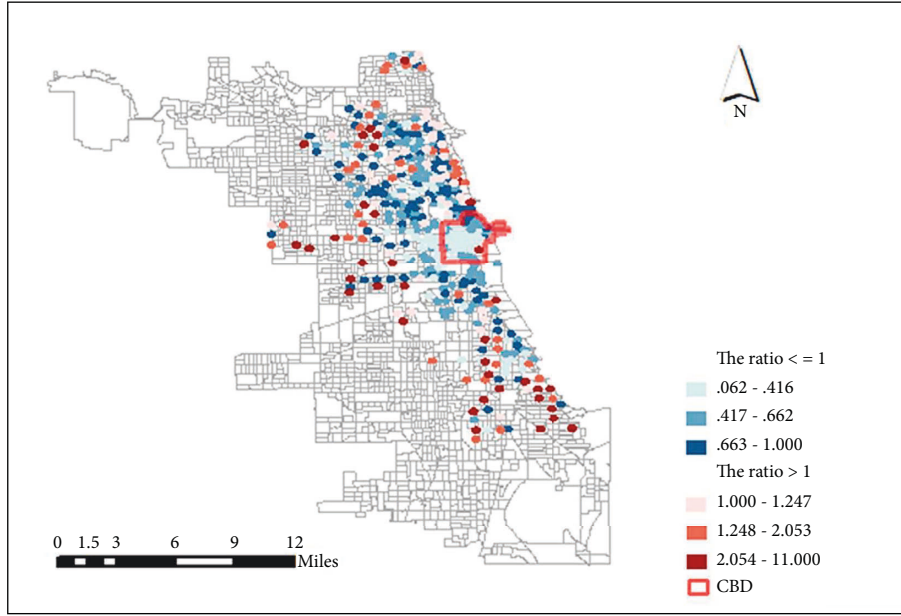 N
The ratio < = 1
.062 - .416
.417 - .662
.663 - 1.000
The ratio > 1
1.000 - 1.247
1.248 - 2.053
2.054 - 11.000
CBD
0 1.5 3 6 9 12
Miles